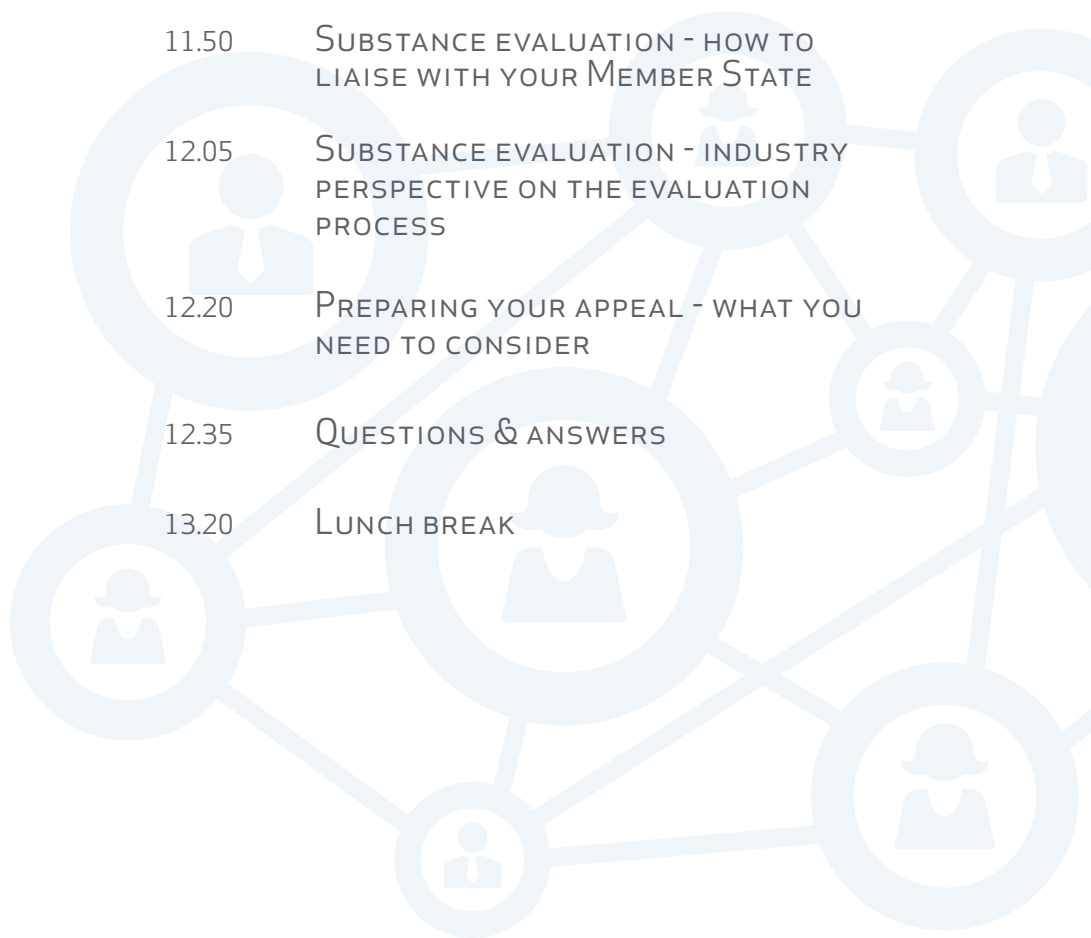 11.50 Substance evaluation - how to
liaise with your Member State
12.05 Substance evaluation - industry
perspective on the evaluation
process
12.20 Preparing your appeal - what you
need to consider
12.35 Questions & answers
13.20 Lunch break